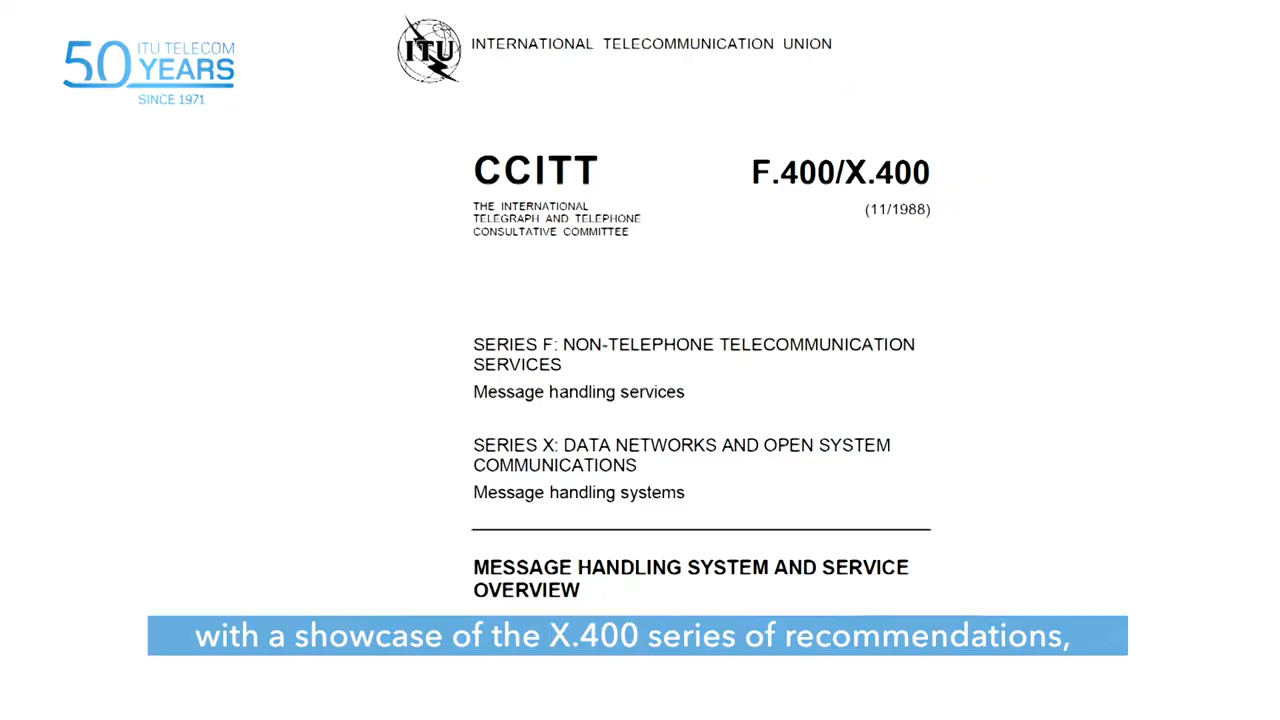 50 ITU TELECOM
YEARS
SINCE 1971
ITU
INTERNATIONAL TELECOMMUNICATION UNION
CCITT
F.400/X.400
THE INTERNATIONAL
TELEGRAPH AND TELEPHONE
CONSULTATIVE COMMITTEE
(11/1988)
SERIES F: NON-TELEPHONE TELECOMMUNICATION
SERVICES
Message handling services
SERIES X: DATA NETWORKS AND OPEN SYSTEM
COMMUNICATIONS
Message handling systems
MESSAGE HANDLING SYSTEM AND SERVICE
OVERVIEW
with a showcase of the X.400 series of recommendations,